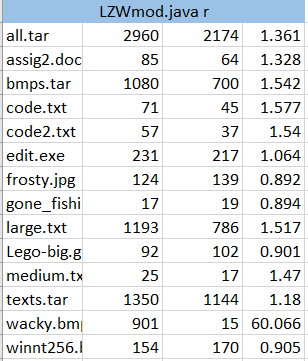 LZWmod.java r
all.tar 2960 2174 1.361
assig2.doc 85 64 1.328
bmps.tar 1080 700 1.542
code.txt 71 45 1.577
code2.txt 57 37 1.54
edit.exe 231 217 1.064
frosty.jpg 124 139 0.892
gone_fishi 17 19 0.894
large.txt 1193 786 1.517
Lego-big.g 92 102 0.901
medium.tx 25 17 1.47
texts.tar 1350 1144 1.18
wacky.bmp 901 15 60.066
winnt256.b 154 170 0.905